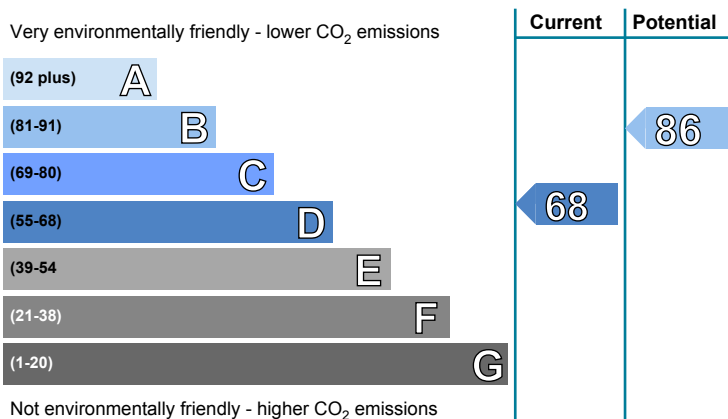 Current Potential
Very environmentally friendly - lower CO2 emissions
(92 plus) A
(81-91) B
86
(69-80) C
(55-68) D
68
(39-54 E
(21-38) F
(1-20) G
Not environmentally friendly - higher CO2 emissions